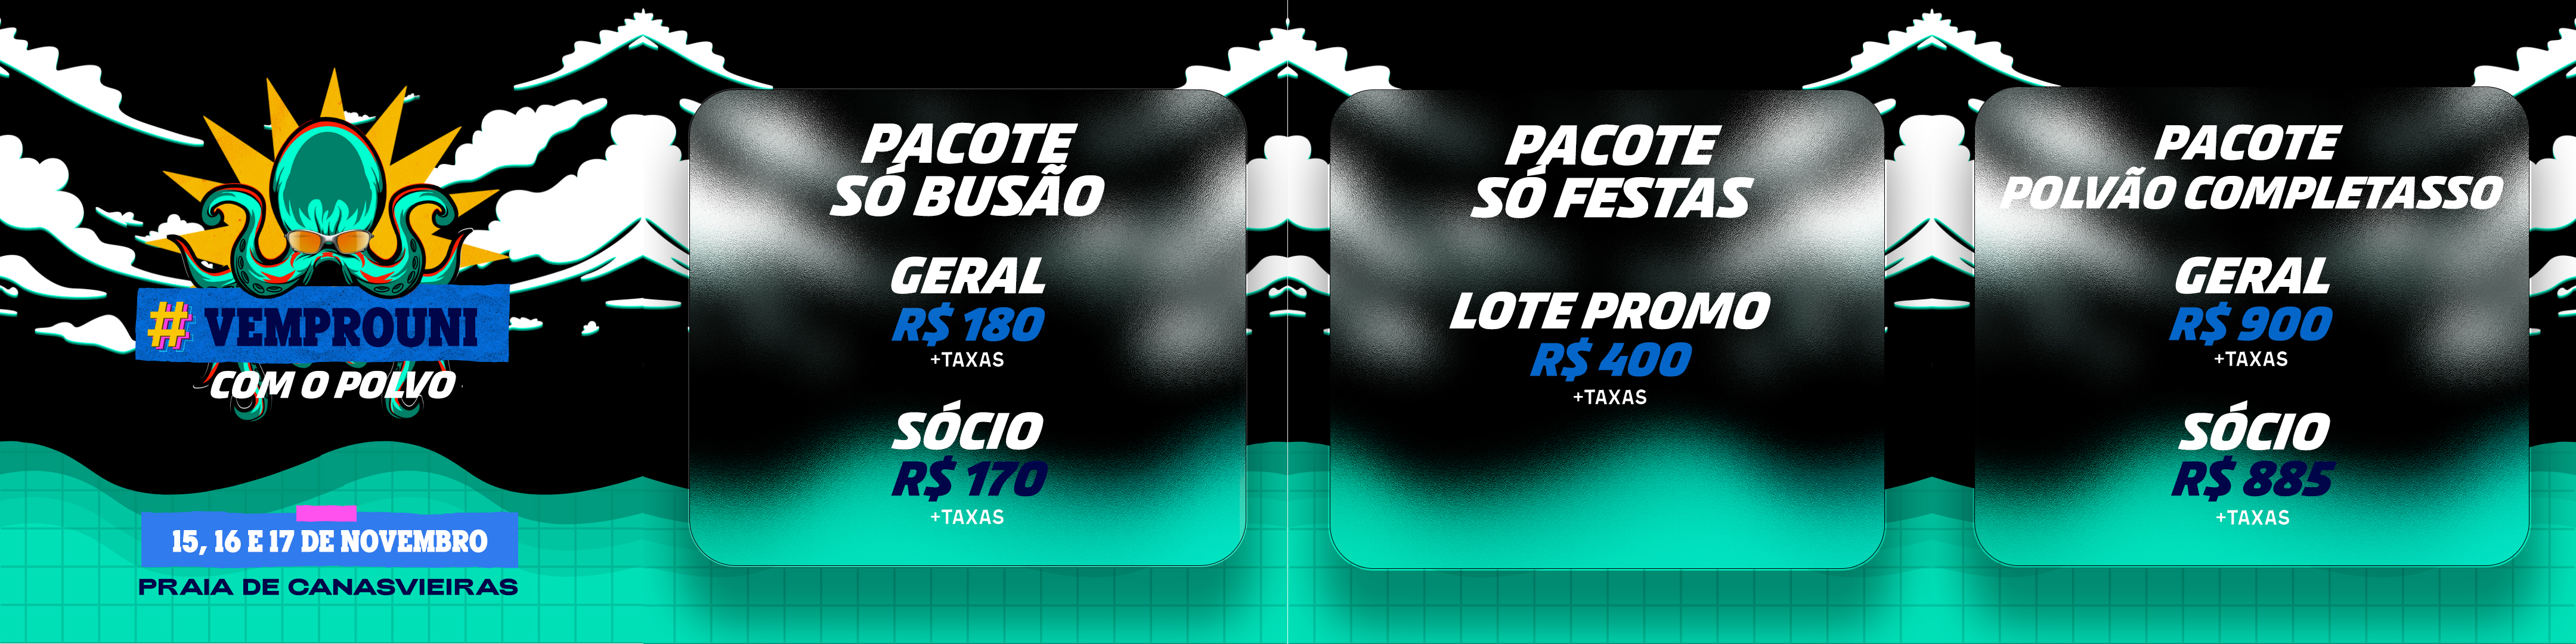 # VEMPROUNI
COM O POLVO
15, 16 E 17 DE NOVEMBRO
PRAIA DE CANASVIEIRAS
PACOTE
SÓ BUSÃO
GERAL
R$ 180
+TAXAS
SÓCIO
R$ 170
+TAXAS
PACOTE
SÓ FESTAS
LOTE PROMO
R$ 400
+TAXAS
PACOTE
POLVÃO COMPLETASSO
GERAL
R$ 900
+TAXAS
SÓCIO
R$ 885
+TAXAS